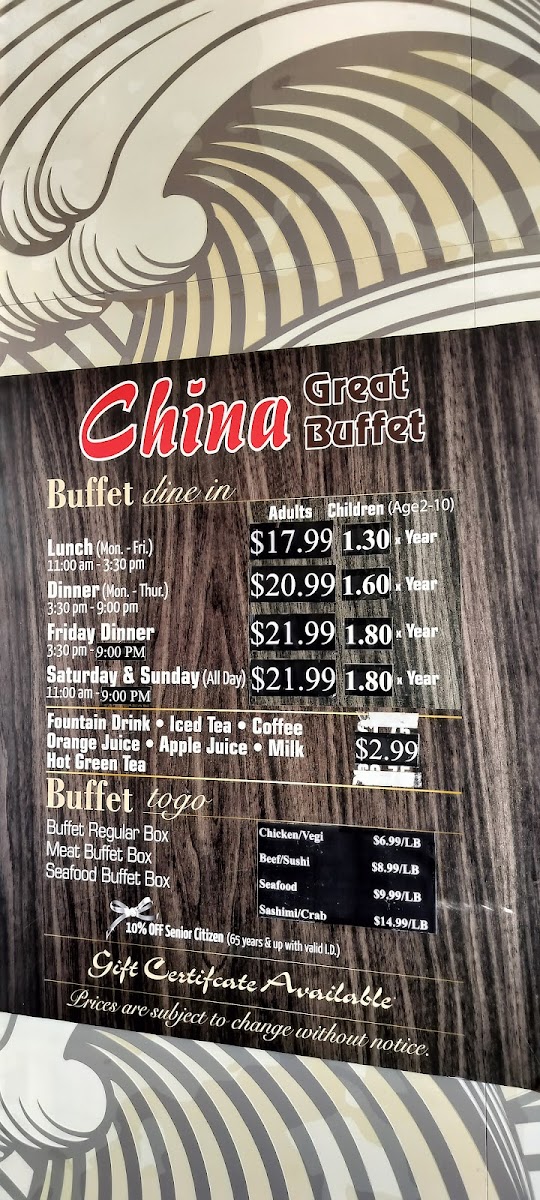 China Great Buffet
Buffet dine in
Adults Children (Age2-10)
Lunch (Mon. - Fri.) $17.99 1.30 x Year
11:00 am - 3:30 pm
Dinner (Mon. - Thur.) $20.99 1.60 x Year
3:30 pm - 9:00 pm
Friday Dinner $21.99 1.80 x Year
3:30 pm - 9:00 PM
Saturday & Sunday (All Day) $21.99 1.80 x Year
11:00 am - 9:00 PM
Fountain Drink • Iced Tea • Coffee
Orange Juice • Apple Juice • Milk $2.99
Hot Green Tea
Buffet togo
Buffet Regular Box
Meat Buffet Box
Seafood Buffet Box
Chicken/Vegi $6.99/LB
Beef/Sushi $8.99/LB
Seafood $9.99/LB
Sashimi/Crab $14.99/LB
10% OFF Senior Citizen (65 years & up with valid I.D.)
Gift Certifcate Available
Prices are subject to change without notice.